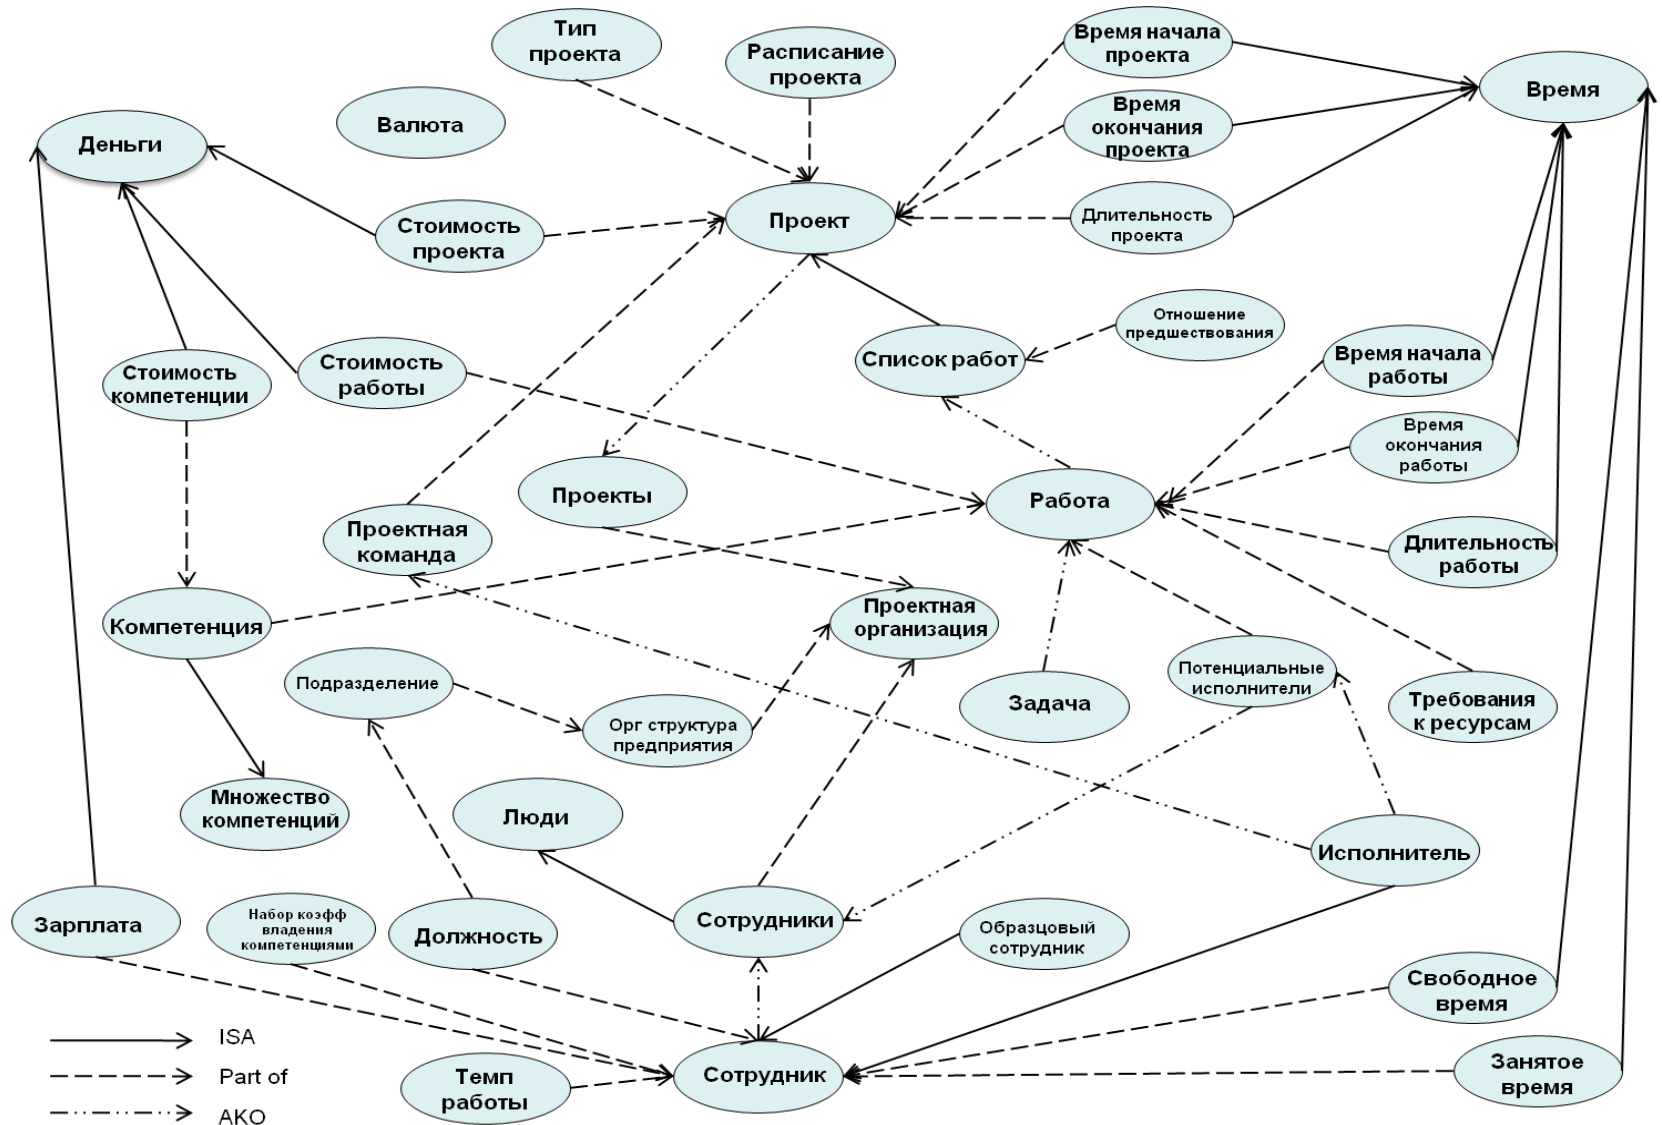 Тип
проекта
Расписание
проекта
Время начала
проекта
Время
Валюта
Время
окончания
проекта
Деньги
Стоимость
проекта
Проект
Длительность
проекта
Отношение
предшествования
Стоимость
компетенции
Стоимость
работы
Список работ
Время начала
работы
Время
окончания
работы
Проекты
Работа
Проектная
команда
Длительность
работы
Компетенция
Проектная
организация
Подразделение
Орг структура
предприятия
Задача
Потенциальные
исполнители
Требования
к ресурсам
Множество
компетенций
Люди
Исполнитель
Зарплата
Набор коэфф
владения
компетенциями
Должность
Сотрудники
Образцовый
сотрудник
Свободное
время
ISA
Part of
AKO
Темп
работы
Сотрудник
Занятое
время